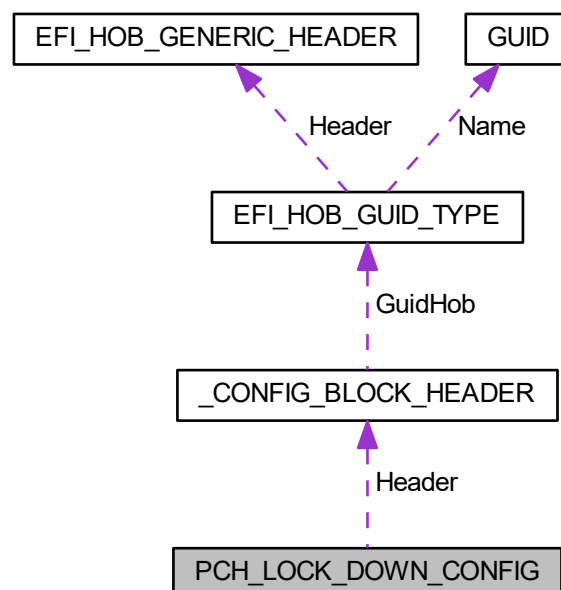 EFI_HOB_GENERIC_HEADER
GUID
Header
Name
EFI_HOB_GUID_TYPE
GuidHob
_CONFIG_BLOCK_HEADER
Header
PCH_LOCK_DOWN_CONFIG